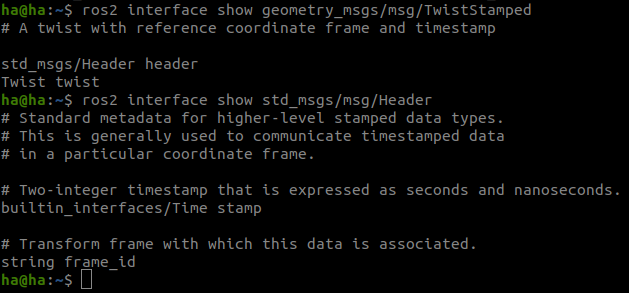 ha@ha:~$ ros2 interface show geometry_msgs/msg/TwistStamped
# A twist with reference coordinate frame and timestamp
std_msgs/Header header
Twist twist
ha@ha:~$ ros2 interface show std_msgs/msg/Header
# Standard metadata for higher-level stamped data types.
# This is generally used to communicate timestamped data
# in a particular coordinate frame.
# Two-integer timestamp that is expressed as seconds and nanoseconds.
builtin_interfaces/Time stamp
# Transform frame with which this data is associated.
string frame_id
ha@ha:~$